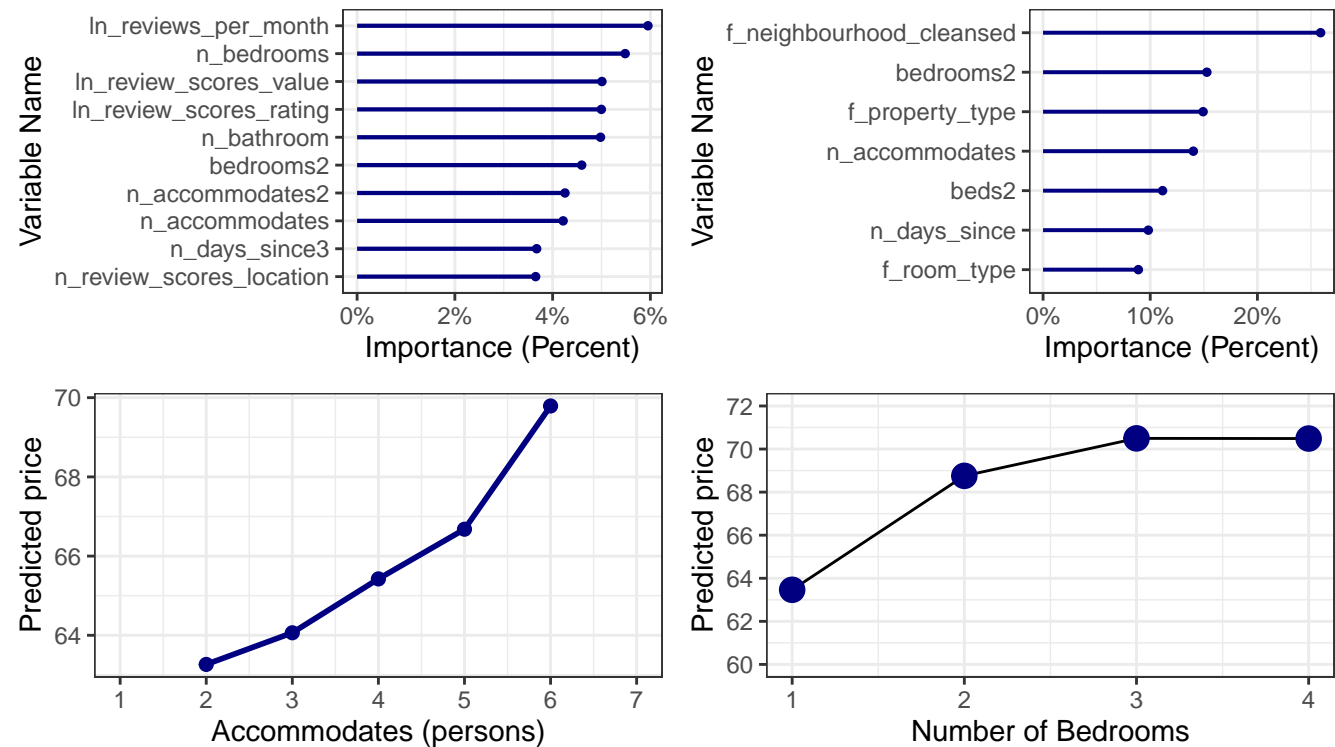 Variable Name
ln_reviews_per_month
n_bedrooms
ln_review_scores_value
ln_review_scores_rating
n_bathroom
bedrooms2
n_accommodates2
n_accommodates
n_days_since3
n_review_scores_location
0% 2% 4% 6%
Importance (Percent)
Variable Name
f_neighbourhood_cleansed
bedrooms2
f_property_type
n_accommodates
beds2
n_days_since
f_room_type
0% 10% 20%
Importance (Percent)
Predicted price
70
68
66
64
1 2 3 4 5 6 7
Accommodates (persons)
Predicted price
72
70
68
66
64
62
60
1 2 3 4
Number of Bedrooms